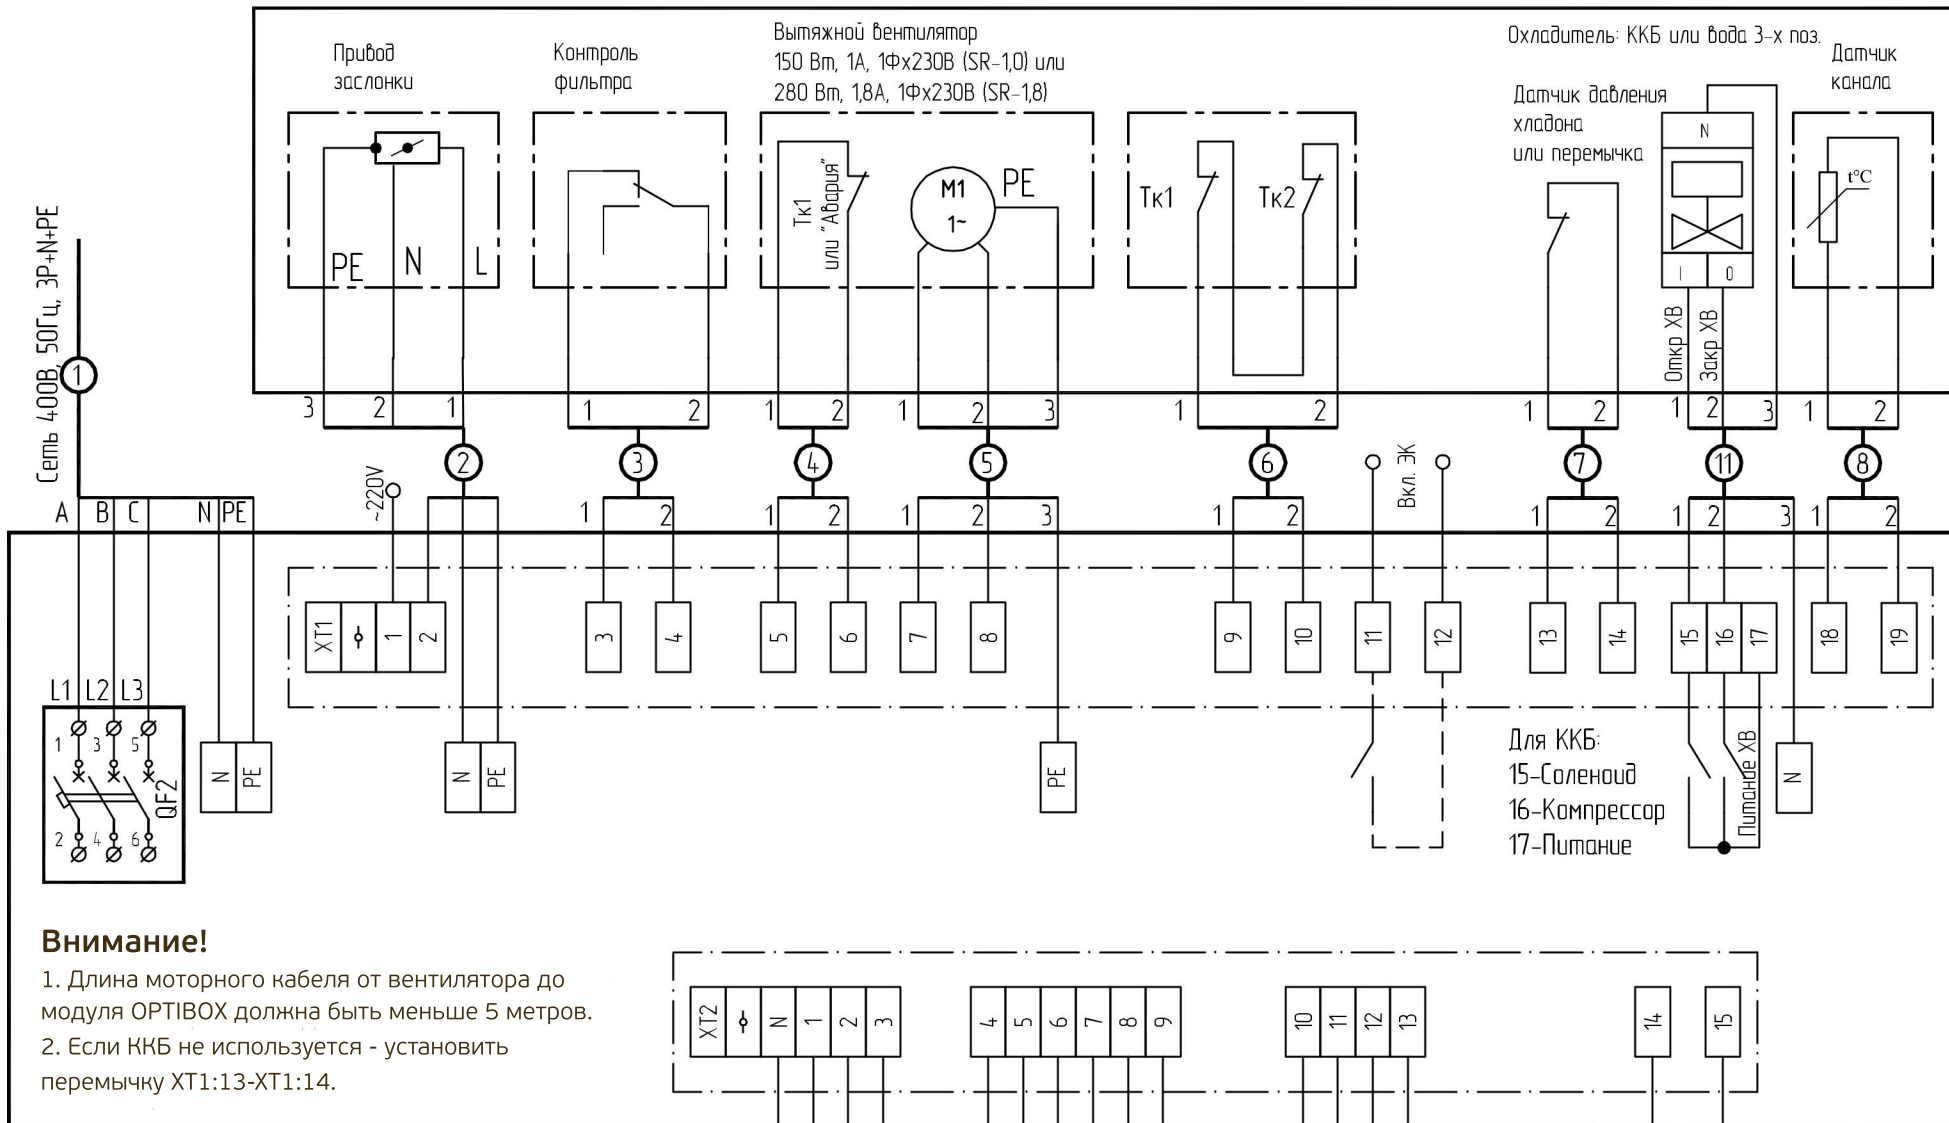 Привод
заслонки
Контроль
фильтра
Вытяжной вентилятор
150 Вт, 1А, 1Фх230В (SR-1,0) или
280 Вт, 1,8А, 1Фх230В (SR-1,8)
Охладитель: ККБ или вода 3-х поз.
Датчик
канала
Датчик давления
хладона
или перемычка
N
t°C
Тк1
или "Авария"
М1
1~
PE
Тк1
Тк2
PE N L
I 0
Откр ХВ
Закр ХВ
Сеть 400В, 50Гц, 3P+N+PE
1
3 2 1 1 2 1 2 1 2 3 1 2 1 2 1 2 3 1 2
2 3 4 5 6 7 11 8
~220V
Вкл. ЭК
A B C N PE
1 2 1 2 1 2 3 1 2 1 2 1 2 3 1 2
XT1 1 2 3 4 5 6 7 8 9 10 11 12 13 14 15 16 17 18 19
L1 L2 L3
1 3 5
2 4 6
QF2
N PE
N PE
PE
N
Питание ХВ
Для ККБ:
15-Соленоид
16-Компрессор
17-Питание
Внимание!
1. Длина моторного кабеля от вентилятора до
модуля OPTIBOX должна быть меньше 5 метров.
2. Если ККБ не используется - установить
перемычку XT1:13-XT1:14.
XT2 N 1 2 3 4 5 6 7 8 9 10 11 12 13 14 15